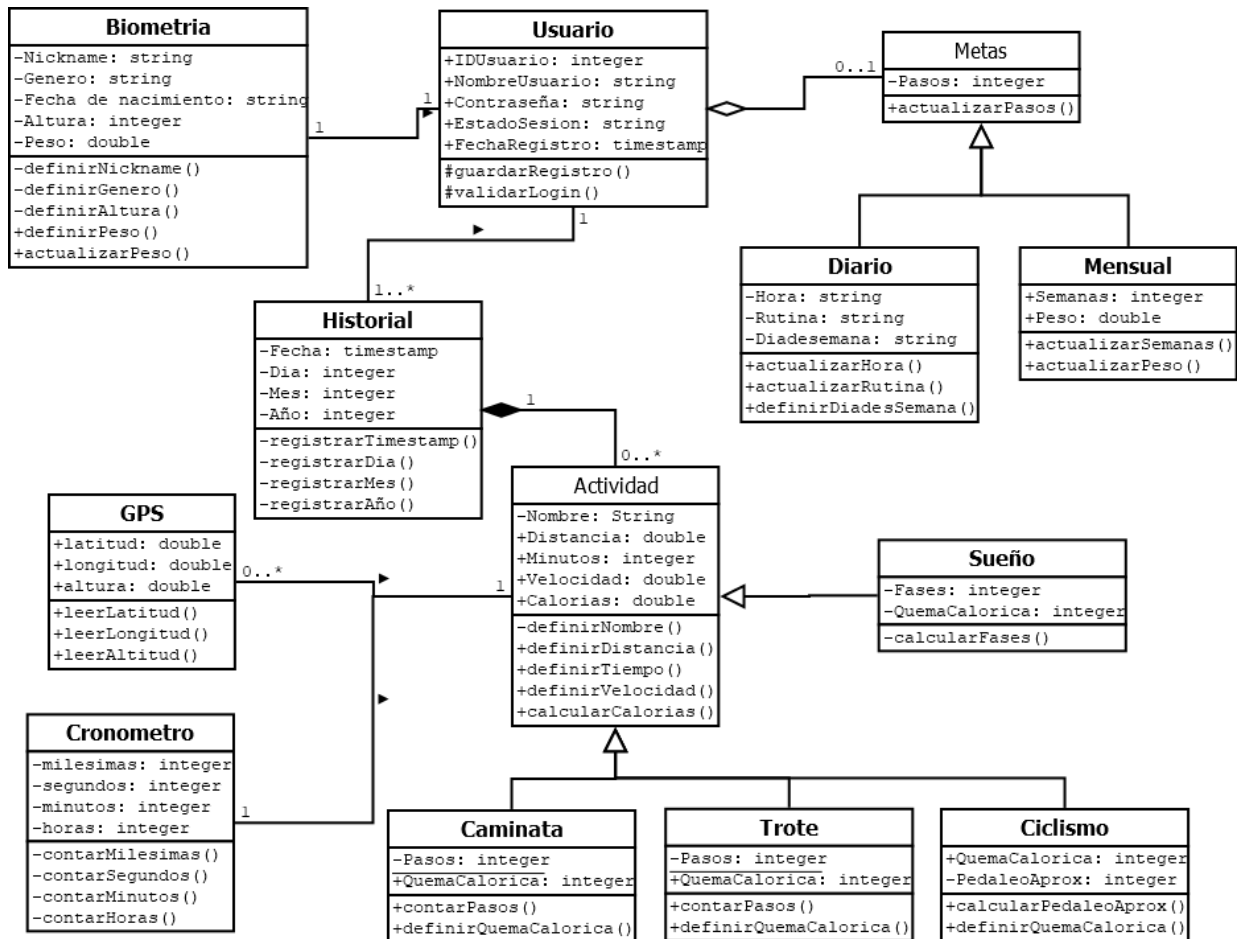 Biometria
-Nickname: string
-Genero: string
-Fecha de nacimiento: string
-Altura: integer
-Peso: double
-definirNickname()
-definirGenero()
-definirAltura()
+definirPeso()
+actualizarPeso()
1
1
Usuario
+IDUsuario: integer
+NombreUsuario: string
+Contraseña: string
+EstadoSesion: string
+FechaRegistro: timestamp
#guardarRegistro()
#validarLogin()
0..1
Metas
-Pasos: integer
+actualizarPasos()
Diario
-Hora: string
-Rutina: string
-Diadesemana: string
+actualizarHora()
+actualizarRutina()
+definirDiadesSemana()
Mensual
+Semanas: integer
+Peso: double
+actualizarSemanas()
+actualizarPeso()
1
1..*
Historial
-Fecha: timestamp
-Dia: integer
-Mes: integer
-Año: integer
-registrarTimestamp()
-registrarDia()
-registrarMes()
-registrarAño()
1
0..*
Actividad
-Nombre: String
+Distancia: double
+Minutos: integer
+Velocidad: double
+Calorias: double
-definirNombre()
+definirDistancia()
+definirTiempo()
+definirVelocidad()
+calcularCalorias()
GPS
+latitud: double
+longitud: double
+altura: double
+leerLatitud()
+leerLongitud()
+leerAltitud()
0..*
1
Sueño
-Fases: integer
-QuemaCalorica: integer
-calcularFases()
Cronometro
-milesimas: integer
-segundos: integer
-minutos: integer
-horas: integer
-contarMilesimas()
-contarSegundos()
-contarMinutos()
-contarHoras()
1
Caminata
-Pasos: integer
+QuemaCalorica: integer
+contarPasos()
+definirQuemaCalorica()
Trote
-Pasos: integer
+QuemaCalorica: integer
+contarPasos()
+definirQuemaCalorica()
Ciclismo
+QuemaCalorica: integer
-PedaleoAprox: integer
+calcularPedaleoAprox()
+definirQuemaCalorica()